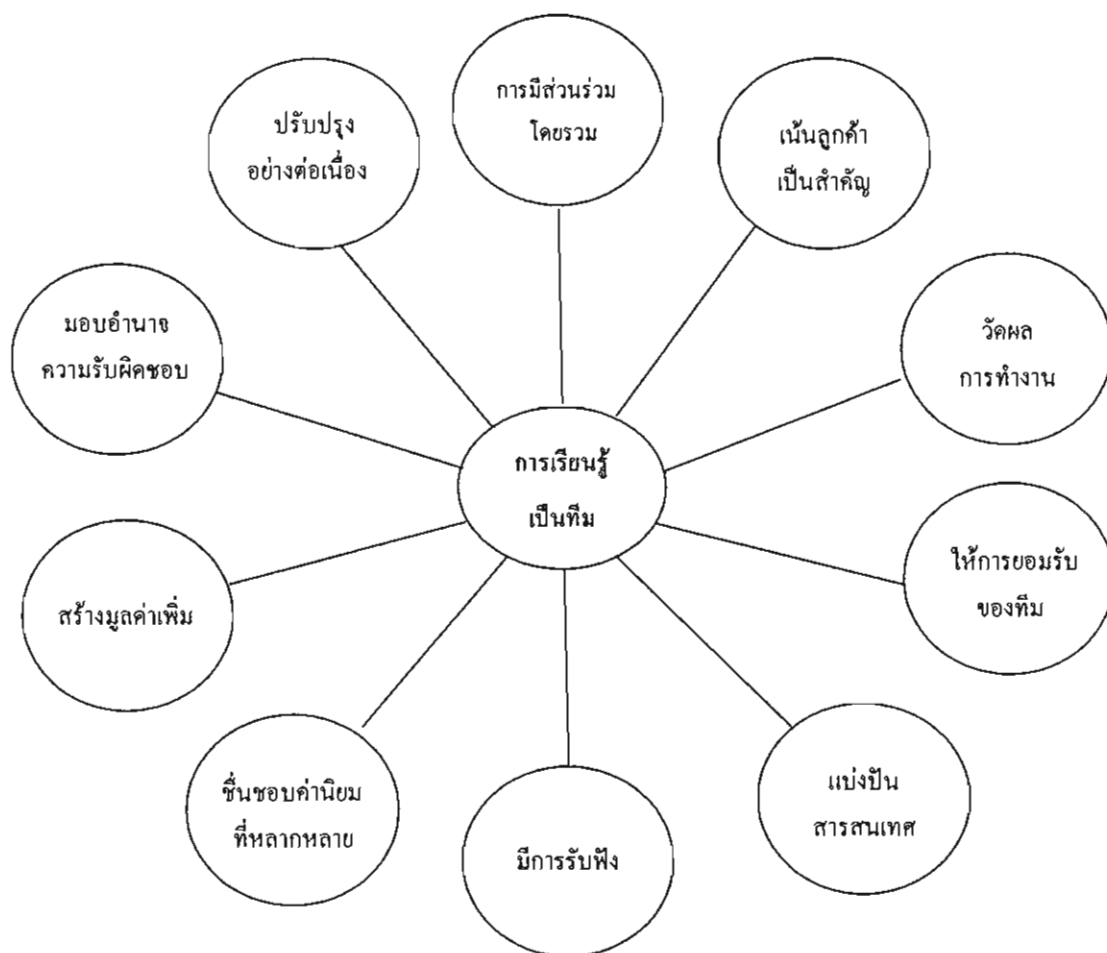 การมีส่วนร่วม
โดยรวม
ปรับปรุง
อย่างต่อเนื่อง
เน้นลูกค้า
เป็นสำคัญ
มอบอำนาจ
ความรับผิดชอบ
วัดผล
การทำงาน
การเรียนรู้
เป็นทีม
สร้างมูลค่าเพิ่ม
ให้การยอมรับ
ของทีม
ชื่นชอบค่านิยม
ที่หลากหลาย
มีการรับฟัง
แบ่งปัน
สารสนเทศ